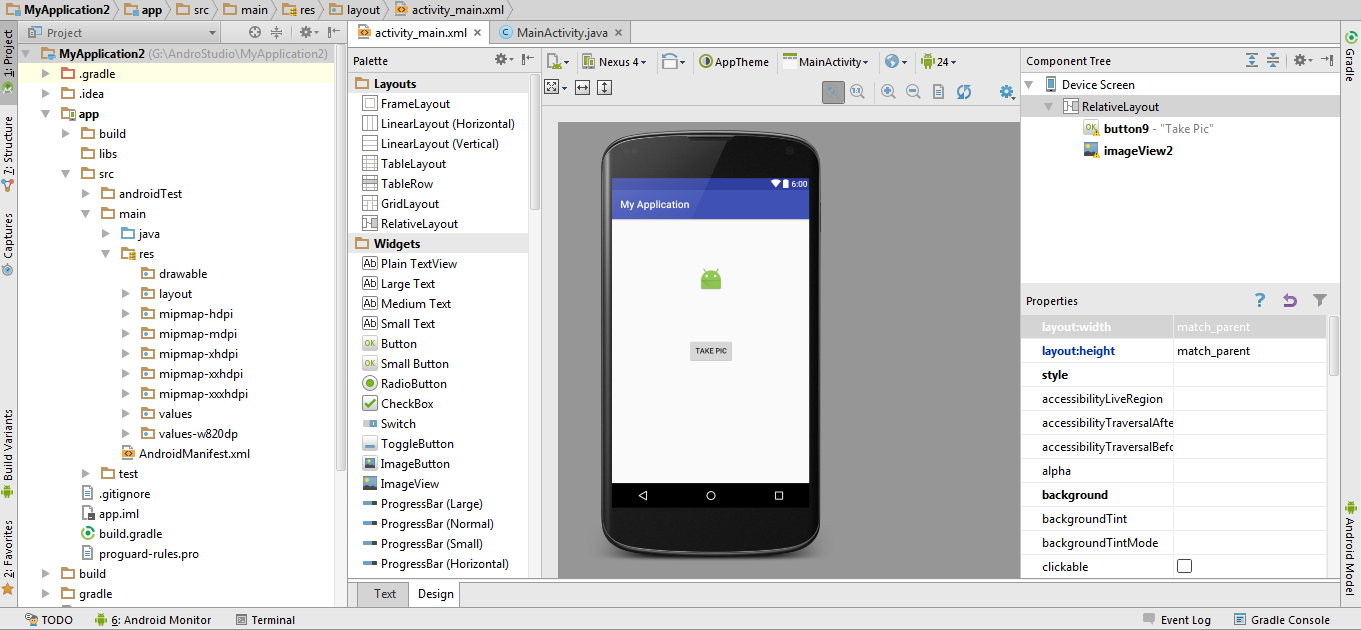 MyApplication2 app src main res layout activity_main.xml
1: Project
7: Structure
Captures
Build Variants
2: Favorites
Project
MyApplication2 (G:\AndroStudio\MyApplication2)
.gradle
.idea
app
build
libs
src
androidTest
main
java
res
drawable
layout
mipmap-hdpi
mipmap-mdpi
mipmap-xhdpi
mipmap-xxhdpi
mipmap-xxxhdpi
values
values-w820dp
AndroidManifest.xml
test
.gitignore
app.iml
build.gradle
proguard-rules.pro
build
gradle
activity_main.xml
MainActivity.java
Palette
Layouts
FrameLayout
LinearLayout (Horizontal)
LinearLayout (Vertical)
TableLayout
TableRow
GridLayout
RelativeLayout
Widgets
Ab Plain TextView
Ab Large Text
Ab Medium Text
Ab Small Text
OK Button
OK Small Button
RadioButton
CheckBox
Switch
ToggleButton
ImageButton
ImageView
ProgressBar (Large)
ProgressBar (Normal)
ProgressBar (Small)
ProgressBar (Horizontal)
Nexus 4 AppTheme MainActivity 24
6:00
My Application
TAKE PIC
Text Design
Component Tree
Device Screen
RelativeLayout
OK button9 - "Take Pic"
imageView2
Properties
layout:width match_parent
layout:height match_parent
style
accessibilityLiveRegion
accessibilityTraversalAfte
accessibilityTraversalBefo
alpha
background
backgroundTint
backgroundTintMode
clickable
Gradle
Android Model
TODO 6: Android Monitor Terminal Event Log Gradle Console